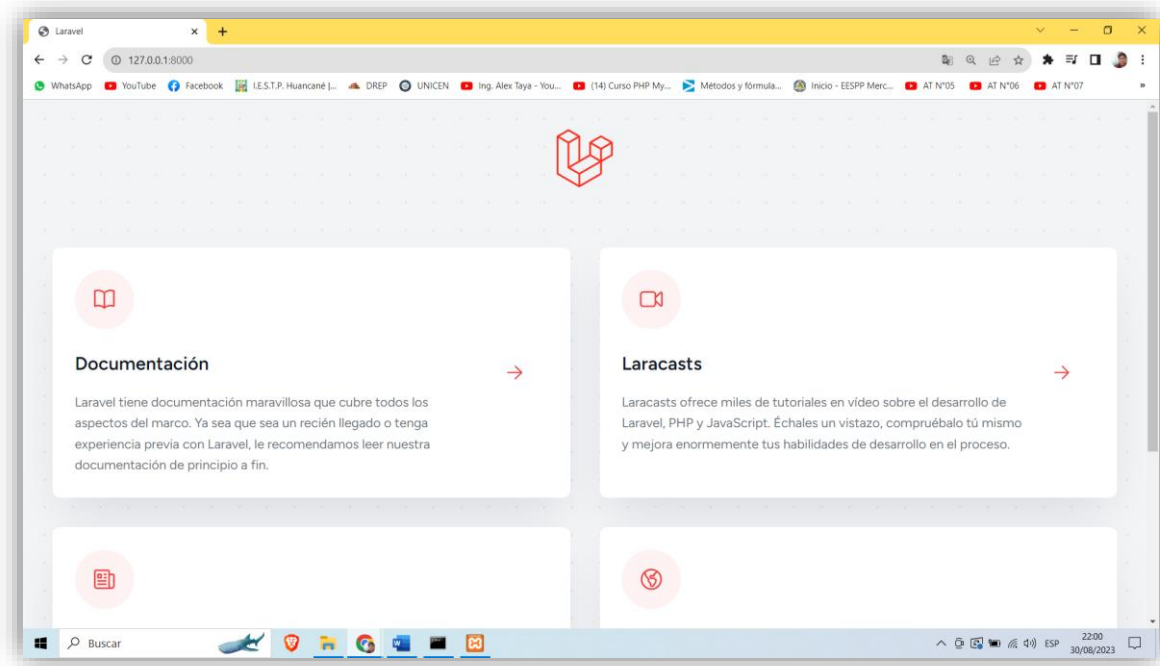 Laravel
127.0.0.1:8000
WhatsApp YouTube Facebook I.E.S.T.P. Huancané |... DREP UNICEN Ing. Alex Taya - You... (14) Curso PHP My... Métodos y fórmula... Inicio - EESPP Merc... AT N°05 AT N°06 AT N°07 »
Documentación
Laravel tiene documentación maravillosa que cubre todos los
aspectos del marco. Ya sea que sea un recién llegado o tenga
experiencia previa con Laravel, le recomendamos leer nuestra
documentación de principio a fin.
Laracasts
Laracasts ofrece miles de tutoriales en vídeo sobre el desarrollo de
Laravel, PHP y JavaScript. Échales un vistazo, compruébalo tú mismo
y mejora enormemente tus habilidades de desarrollo en el proceso.
Buscar
ESP
22:00
30/08/2023